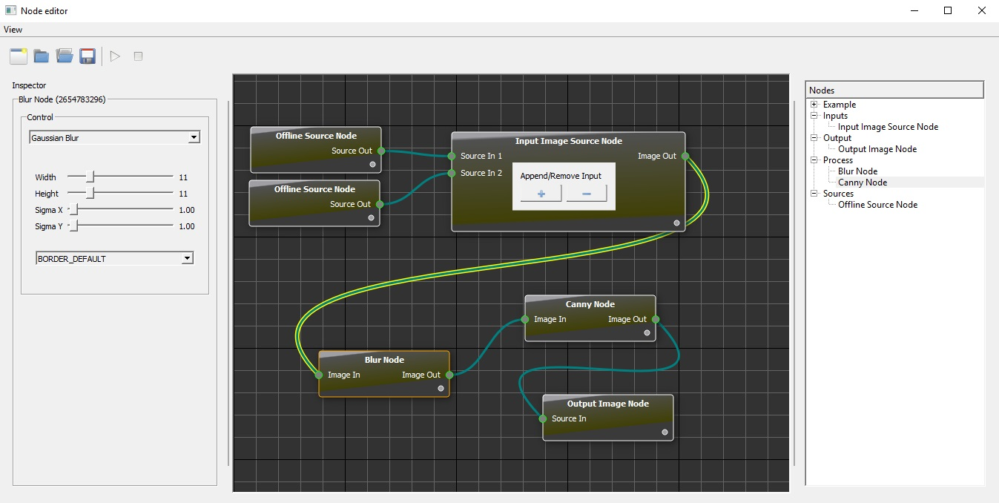 Node editor
View
Inspector
Blur Node (2654783296)
Control
Gaussian Blur
Width 11
Height 11
Sigma X 1.00
Sigma Y 1.00
BORDER_DEFAULT
Offline Source Node
Source Out
Offline Source Node
Source Out
Input Image Source Node
Source In 1 Image Out
Source In 2
Append/Remove Input
+ −
Canny Node
Image In Image Out
Blur Node
Image In Image Out
Output Image Node
Source In
Nodes
Example
Inputs
Input Image Source Node
Output
Output Image Node
Process
Blur Node
Canny Node
Sources
Offline Source Node